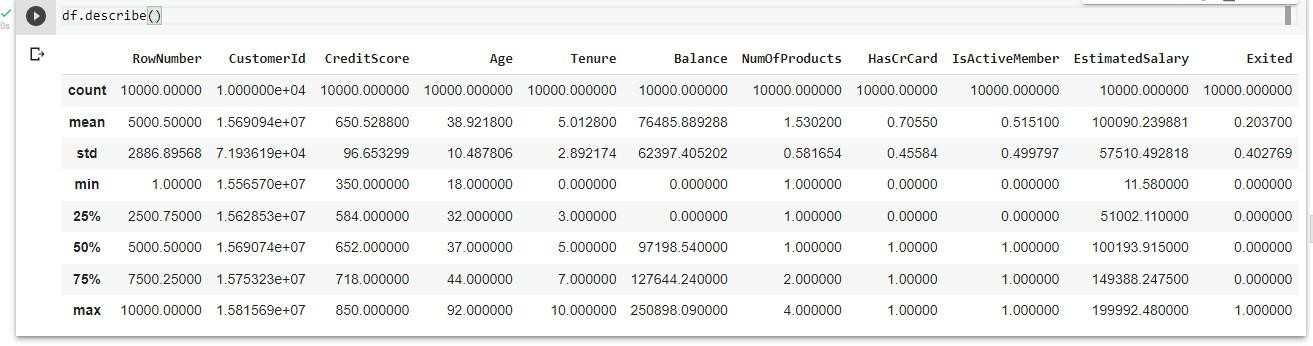 df.describe()
0s
RowNumber CustomerId CreditScore Age Tenure Balance NumOfProducts HasCrCard IsActiveMember EstimatedSalary Exited
count 10000.00000 1.000000e+04 10000.000000 10000.000000 10000.000000 10000.000000 10000.000000 10000.00000 10000.000000 10000.000000 10000.000000
mean 5000.50000 1.569094e+07 650.528800 38.921800 5.012800 76485.889288 1.530200 0.70550 0.515100 100090.239881 0.203700
std 2886.89568 7.193619e+04 96.653299 10.487806 2.892174 62397.405202 0.581654 0.45584 0.499797 57510.492818 0.402769
min 1.00000 1.556570e+07 350.000000 18.000000 0.000000 0.000000 1.000000 0.00000 0.000000 11.580000 0.000000
25% 2500.75000 1.562853e+07 584.000000 32.000000 3.000000 0.000000 1.000000 0.00000 0.000000 51002.110000 0.000000
50% 5000.50000 1.569074e+07 652.000000 37.000000 5.000000 97198.540000 1.000000 1.00000 1.000000 100193.915000 0.000000
75% 7500.25000 1.575323e+07 718.000000 44.000000 7.000000 127644.240000 2.000000 1.00000 1.000000 149388.247500 0.000000
max 10000.00000 1.581569e+07 850.000000 92.000000 10.000000 250898.090000 4.000000 1.00000 1.000000 199992.480000 1.000000